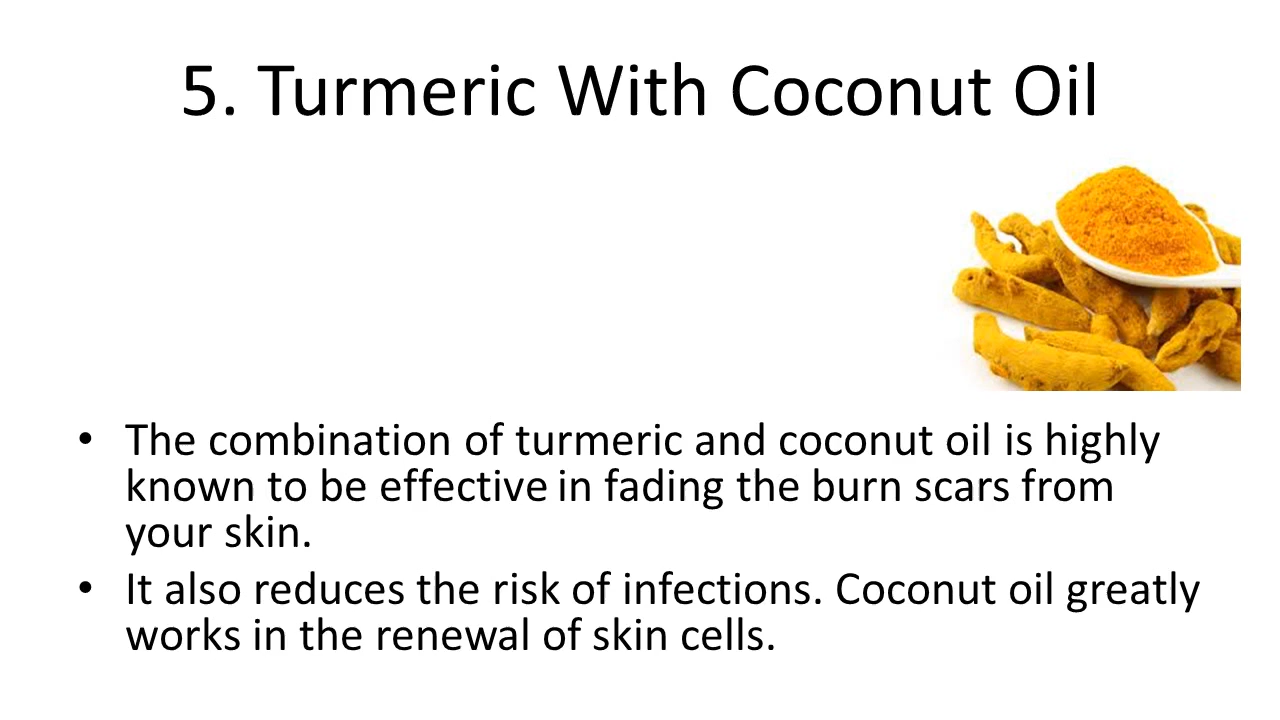 5. Turmeric With Coconut Oil
• The combination of turmeric and coconut oil is highly
known to be effective in fading the burn scars from
your skin.
• It also reduces the risk of infections. Coconut oil greatly
works in the renewal of skin cells.